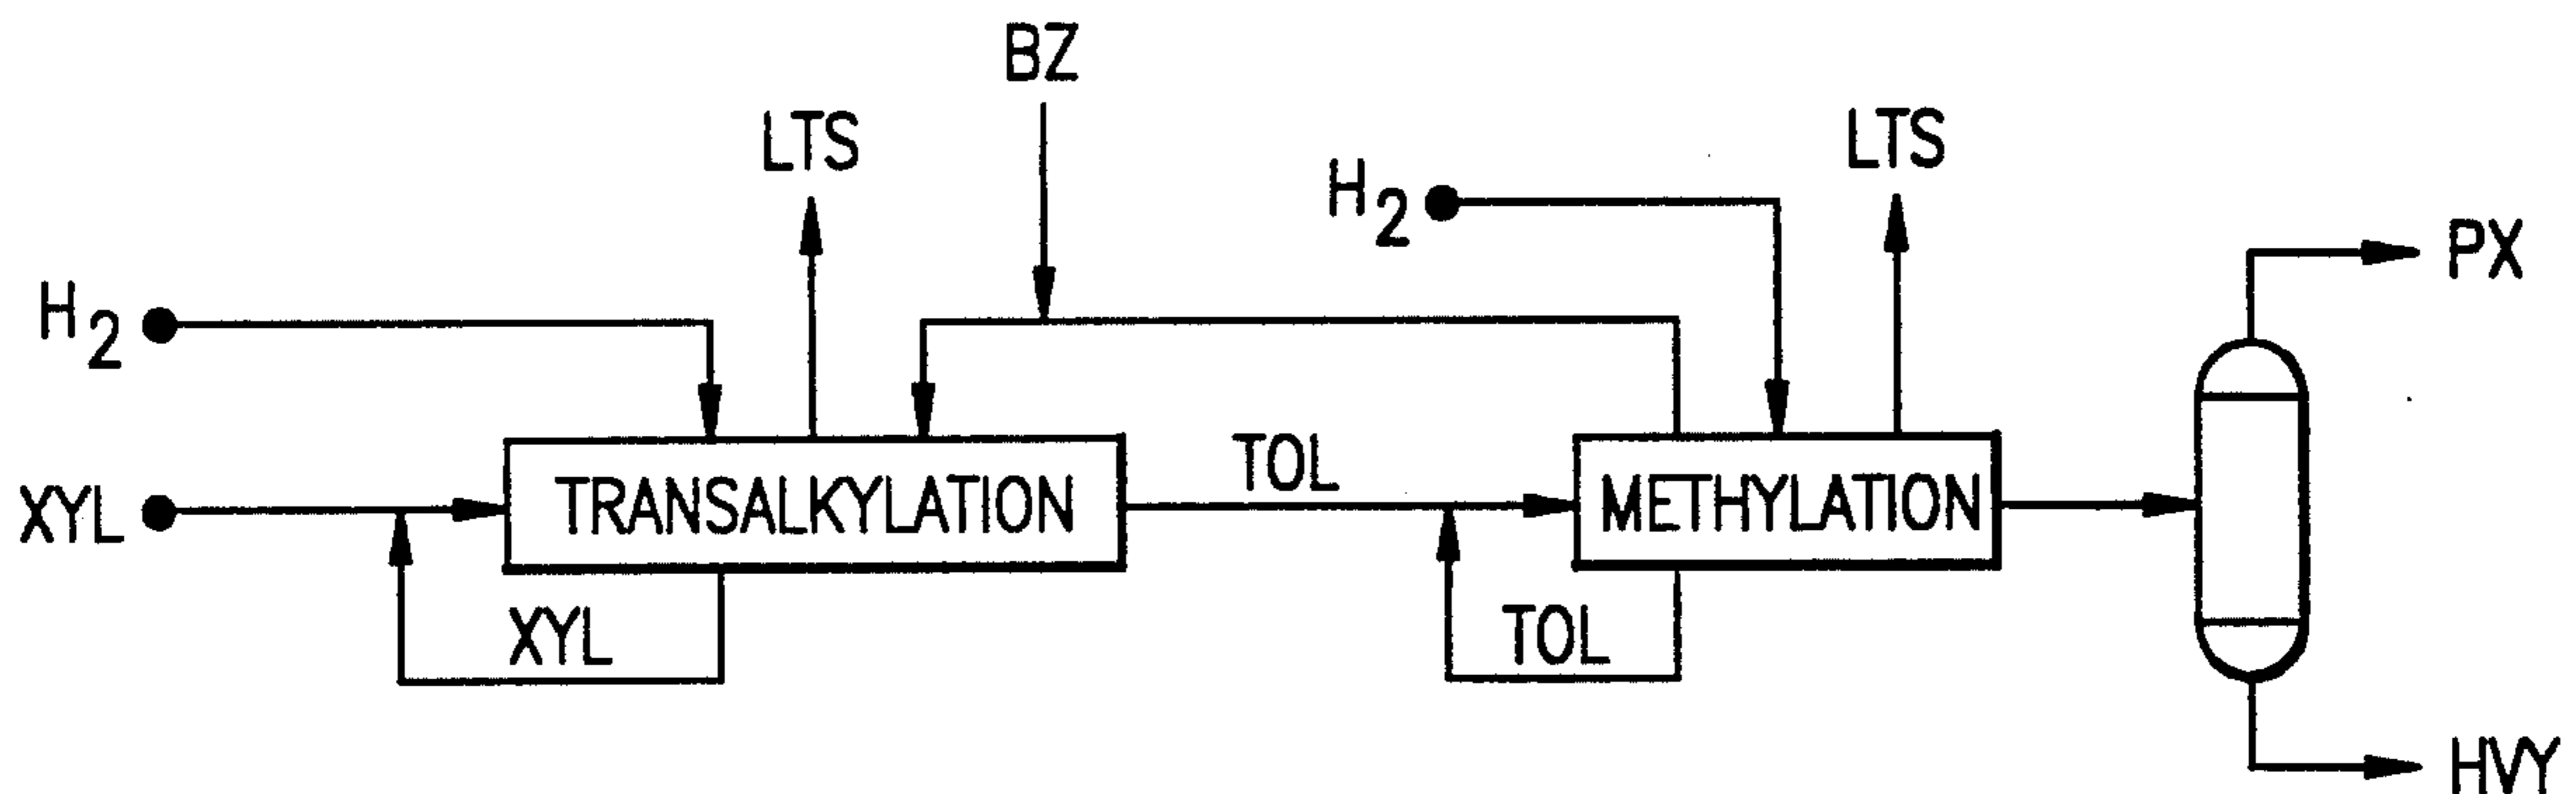 BZ
LTS
LTS
H2
PX
H2
TOL
TRANSALKYLATION
METHYLATION
XYL
XYL
TOL
HVY